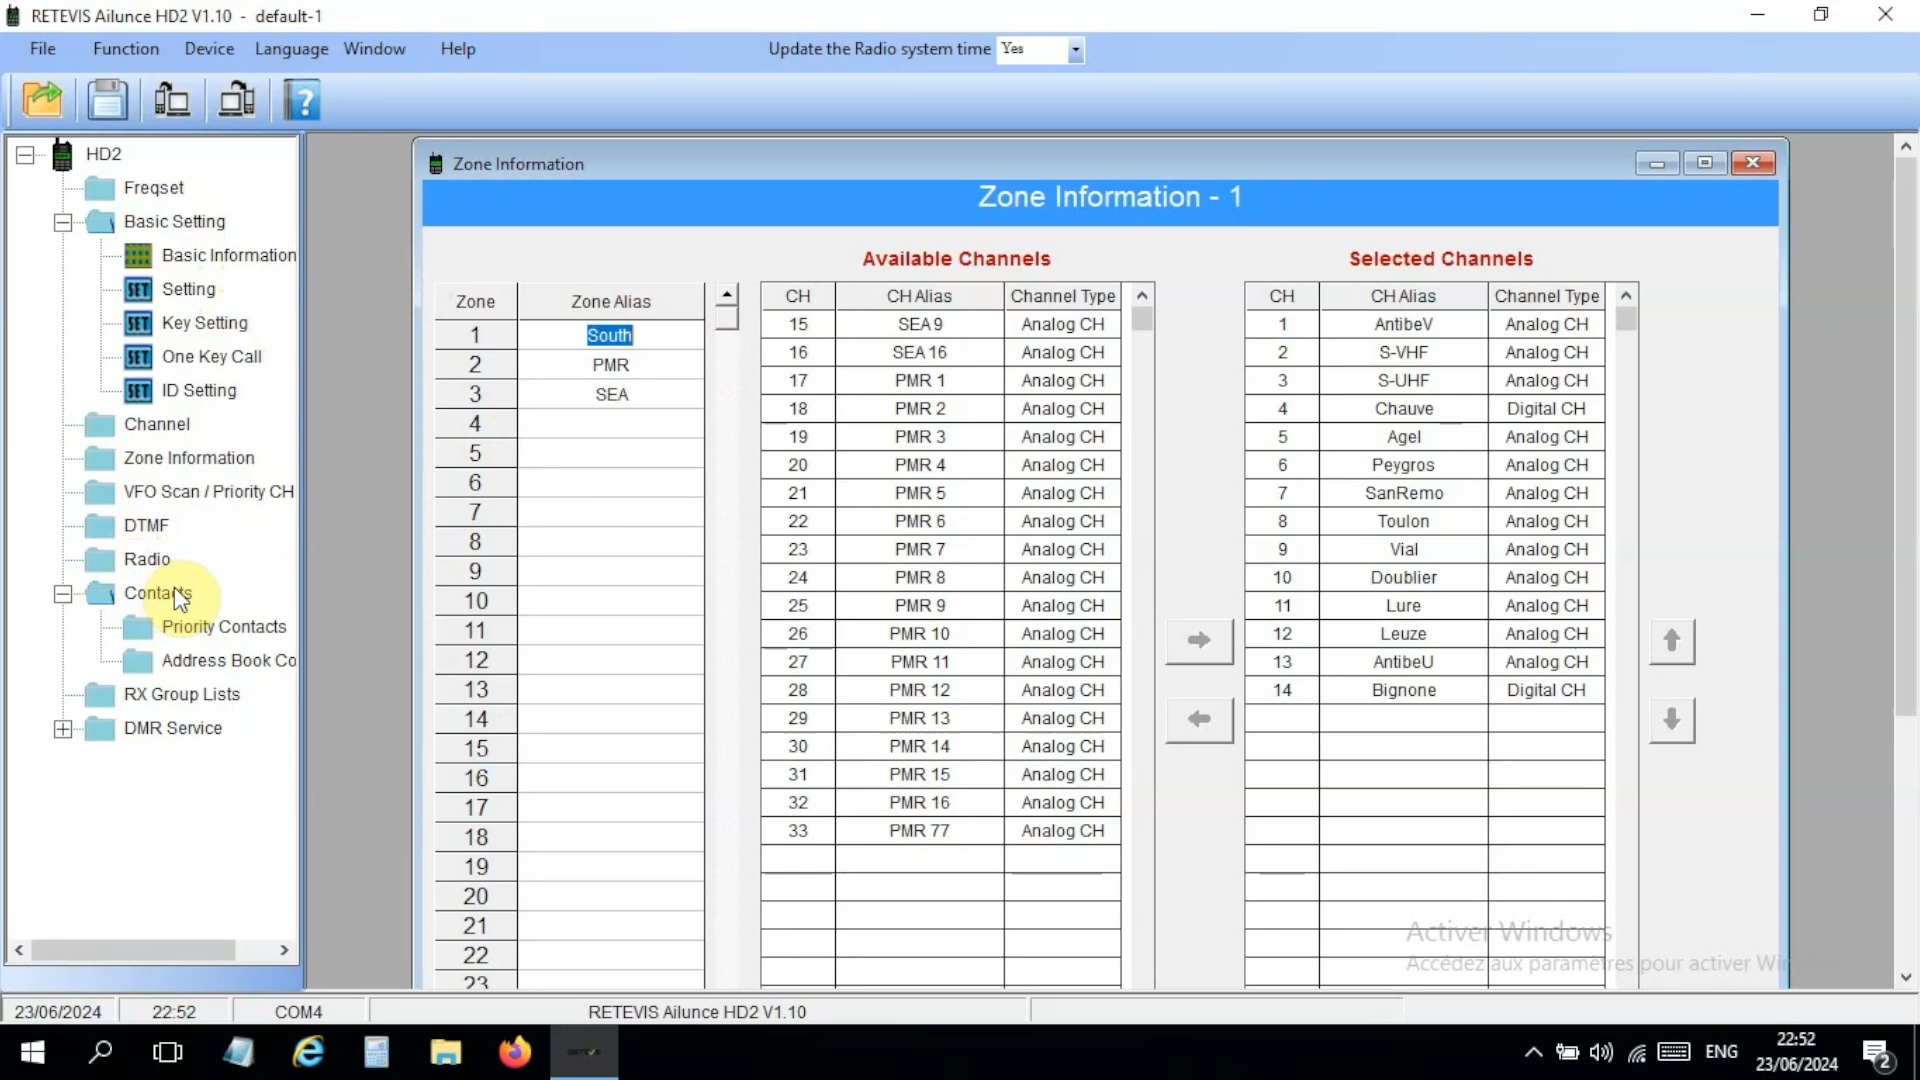 RETEVIS Ailunce HD2 V1.10 - default-1
File Function Device Language Window Help Update the Radio system time Yes
HD2
Freqset
Basic Setting
Basic Information
Setting
Key Setting
One Key Call
ID Setting
Channel
Zone Information
VFO Scan / Priority CH
DTMF
Radio
Contacts
Priority Contacts
Address Book Co
RX Group Lists
DMR Service
Zone Information
Zone Information - 1
Available Channels
Selected Channels
Zone Zone Alias
1 South
2 PMR
3 SEA
4
5
6
7
8
9
10
11
12
13
14
15
16
17
18
19
20
21
22
23
CH CH Alias Channel Type
15 SEA 9 Analog CH
16 SEA 16 Analog CH
17 PMR 1 Analog CH
18 PMR 2 Analog CH
19 PMR 3 Analog CH
20 PMR 4 Analog CH
21 PMR 5 Analog CH
22 PMR 6 Analog CH
23 PMR 7 Analog CH
24 PMR 8 Analog CH
25 PMR 9 Analog CH
26 PMR 10 Analog CH
27 PMR 11 Analog CH
28 PMR 12 Analog CH
29 PMR 13 Analog CH
30 PMR 14 Analog CH
31 PMR 15 Analog CH
32 PMR 16 Analog CH
33 PMR 77 Analog CH
CH CH Alias Channel Type
1 AntibeV Analog CH
2 S-VHF Analog CH
3 S-UHF Analog CH
4 Chauve Digital CH
5 Agel Analog CH
6 Peygros Analog CH
7 SanRemo Analog CH
8 Toulon Analog CH
9 Vial Analog CH
10 Doublier Analog CH
11 Lure Analog CH
12 Leuze Analog CH
13 AntibeU Analog CH
14 Bignone Digital CH
Activer Windows
Accédez aux paramètres pour activer Wi
23/06/2024 22:52 COM4 RETEVIS Ailunce HD2 V1.10
ENG
22:52
23/06/2024
2